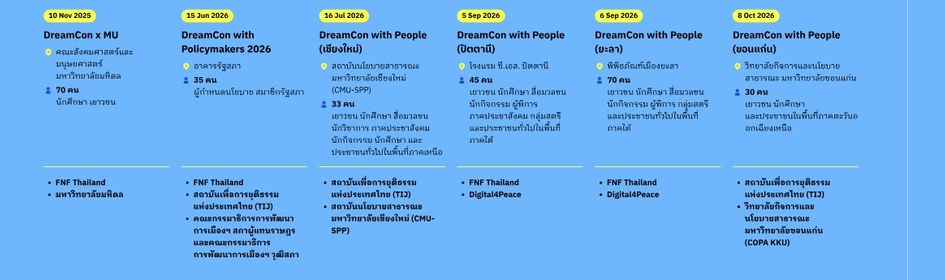 10 Nov 2025
DreamCon x MU
คณะสังคมศาสตร์และ
มนุษยศาสตร์
มหาวิทยาลัยมหิดล
70 คน
นักศึกษา เยาวชน
FNF Thailand
มหาวิทยาลัยมหิดล
15 Jun 2026
DreamCon with
Policymakers 2026
อาคารรัฐสภา
35 คน
ผู้กำหนดนโยบาย สมาชิกรัฐสภา
FNF Thailand
สถาบันเพื่อการยุติธรรม
แห่งประเทศไทย (TIJ)
คณะกรรมาธิการการพัฒนา
การเมืองฯ สภาผู้แทนราษฎร
และคณะกรรมาธิการ
การพัฒนาการเมืองฯ วุฒิสภา
16 Jul 2026
DreamCon with People
(เชียงใหม่)
สถาบันนโยบายสาธารณะ
มหาวิทยาลัยเชียงใหม่
(CMU-SPP)
33 คน
เยาวชน นักศึกษา สื่อมวลชน
นักวิชาการ ภาคประชาสังคม
นักกิจกรรม นักศึกษา และ
ประชาชนทั่วไปในพื้นที่ภาคเหนือ
สถาบันเพื่อการยุติธรรม
แห่งประเทศไทย (TIJ)
สถาบันนโยบายสาธารณะ
มหาวิทยาลัยเชียงใหม่ (CMU-
SPP)
5 Sep 2026
DreamCon with People
(ปัตตานี)
โรงแรม ซี.เอส. ปัตตานี
45 คน
เยาวชน นักศึกษา สื่อมวลชน
นักกิจกรรม ผู้พิการ
ภาคประชาสังคม กลุ่มสตรี
และประชาชนทั่วไปในพื้นที่
ภาคใต้
FNF Thailand
Digital4Peace
6 Sep 2026
DreamCon with People
(ยะลา)
พิพิธภัณฑ์เมืองยะลา
70 คน
เยาวชน นักศึกษา สื่อมวลชน
นักกิจกรรม ผู้พิการ กลุ่มสตรี
และประชาชนทั่วไปในพื้นที่
ภาคใต้
FNF Thailand
Digital4Peace
8 Oct 2026
DreamCon with People
(ขอนแก่น)
วิทยาลัยกิจการและนโยบาย
สาธารณะ มหาวิทยาลัยขอนแก่น
30 คน
เยาวชน นักศึกษา
และประชาชนในพื้นที่ภาคตะวันอ
อกเฉียงเหนือ
สถาบันเพื่อการยุติธรรม
แห่งประเทศไทย (TIJ)
วิทยาลัยกิจการและ
นโยบายสาธารณะ
มหาวิทยาลัยขอนแก่น
(COPA KKU)